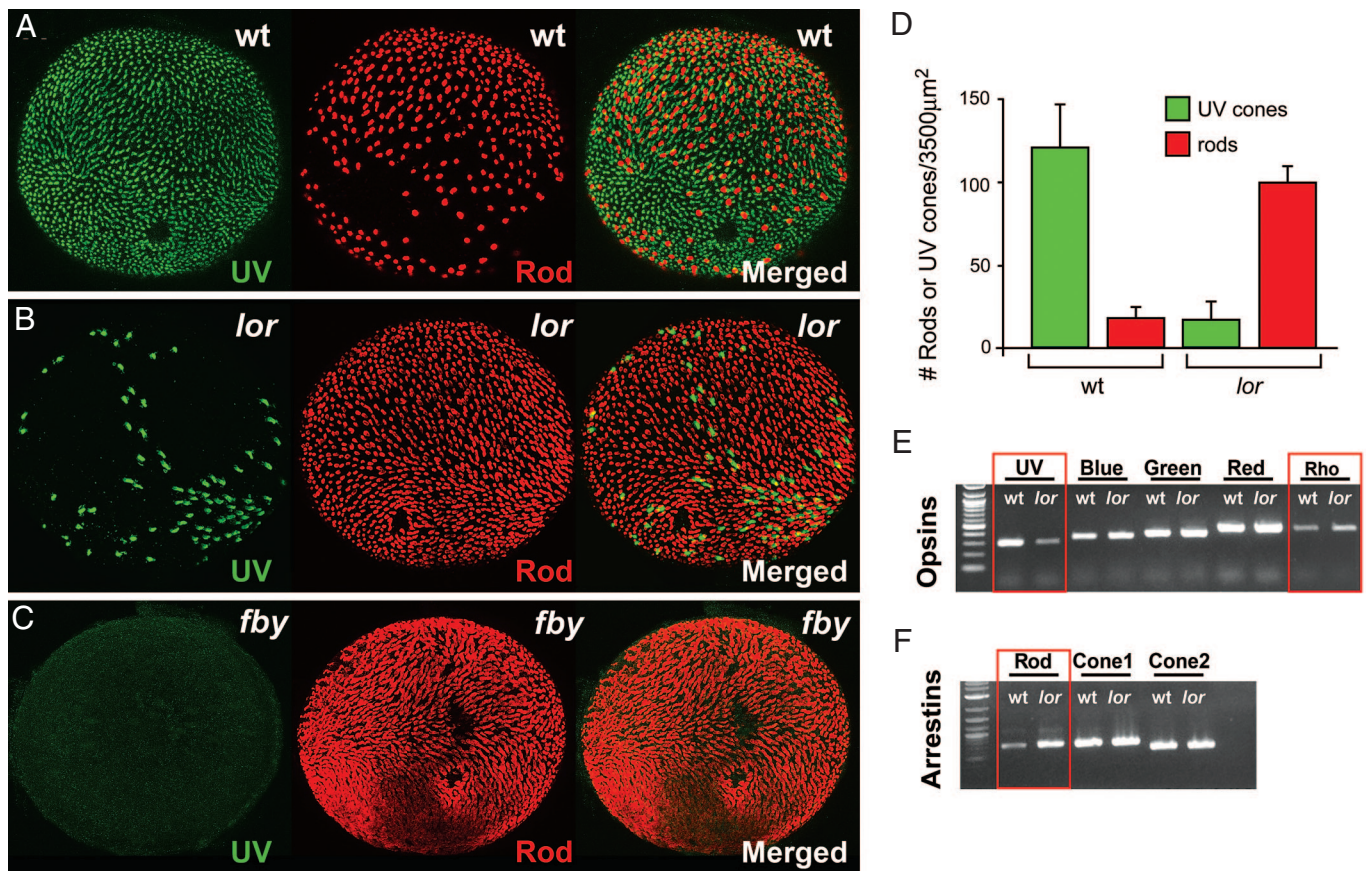 A
wt
wt
wt
UV
Rod
Merged
B
lor
lor
lor
UV
Rod
Merged
C
fby
fby
fby
UV
Rod
Merged
D
# Rods or UV cones/3500μm²
150
100
50
0
UV cones
rods
wt
lor
E
Opsins
UV Blue Green Red Rho
wt lor wt lor wt lor wt lor wt lor
F
Arrestins
Rod Cone1 Cone2
wt lor wt lor wt lor